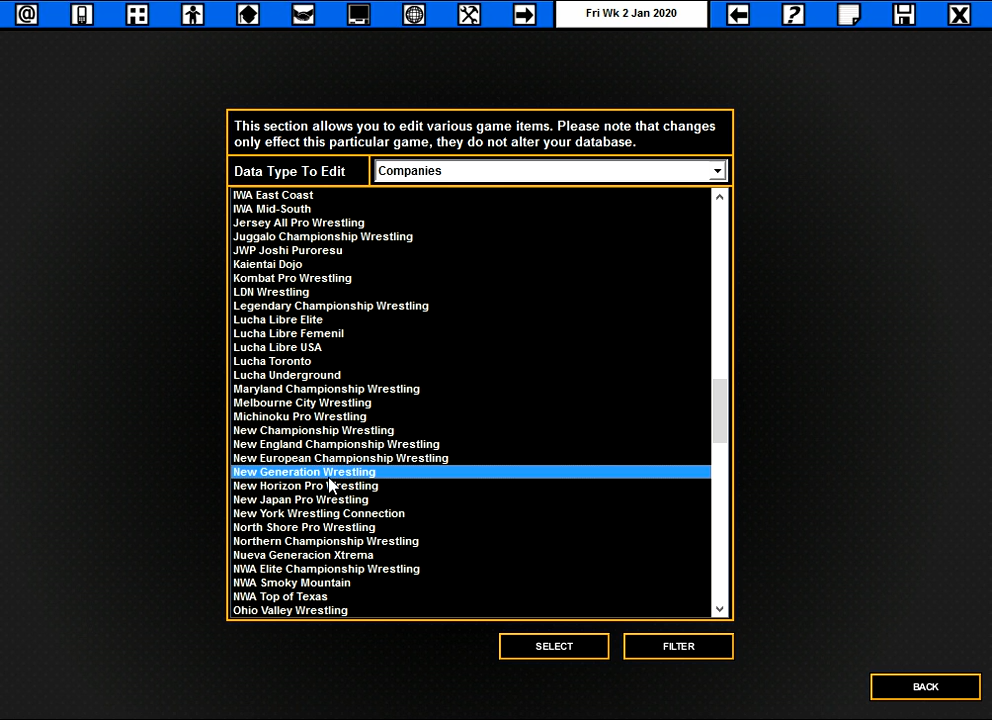 Fri Wk 2 Jan 2020
This section allows you to edit various game items. Please note that changes
only effect this particular game, they do not alter your database.
Data Type To Edit
Companies
IWA East Coast
IWA Mid-South
Jersey All Pro Wrestling
Juggalo Championship Wrestling
JWP Joshi Puroresu
Kaientai Dojo
Kombat Pro Wrestling
LDN Wrestling
Legendary Championship Wrestling
Lucha Libre Elite
Lucha Libre Femenil
Lucha Libre USA
Lucha Toronto
Lucha Underground
Maryland Championship Wrestling
Melbourne City Wrestling
Michinoku Pro Wrestling
New Championship Wrestling
New England Championship Wrestling
New European Championship Wrestling
New Generation Wrestling
New Horizon Pro Wrestling
New Japan Pro Wrestling
New York Wrestling Connection
North Shore Pro Wrestling
Northern Championship Wrestling
Nueva Generacion Xtrema
NWA Elite Championship Wrestling
NWA Smoky Mountain
NWA Top of Texas
Ohio Valley Wrestling
SELECT
FILTER
BACK